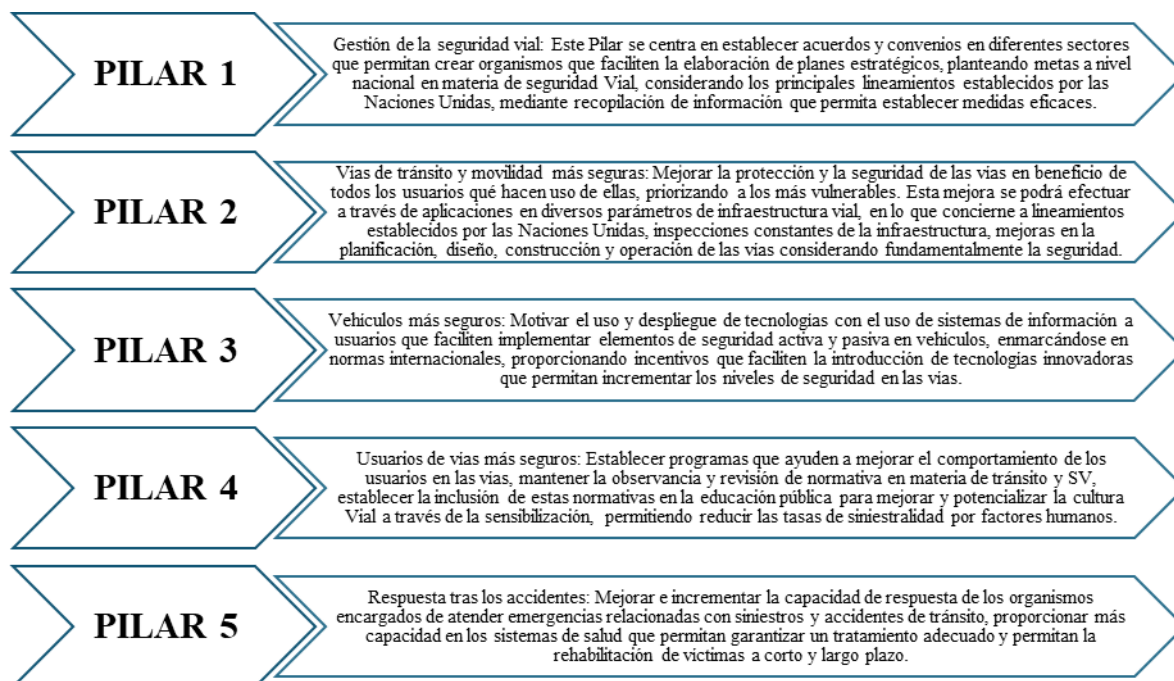 PILAR 1
Gestión de la seguridad vial: Este Pilar se centra en establecer acuerdos y convenios en diferentes sectores
que permitan crear organismos que faciliten la elaboración de planes estratégicos, planteando metas a nivel
nacional en materia de seguridad Vial, considerando los principales lineamientos establecidos por las
Naciones Unidas, mediante recopilación de información que permita establecer medidas eficaces.
PILAR 2
Vías de tránsito y movilidad más seguras: Mejorar la protección y la seguridad de las vías en beneficio de
todos los usuarios qué hacen uso de ellas, priorizando a los más vulnerables. Esta mejora se podrá efectuar
a través de aplicaciones en diversos parámetros de infraestructura vial, en lo que concierne a lineamientos
establecidos por las Naciones Unidas, inspecciones constantes de la infraestructura, mejoras en la
planificación, diseño, construcción y operación de las vías considerando fundamentalmente la seguridad.
PILAR 3
Vehículos más seguros: Motivar el uso y despliegue de tecnologías con el uso de sistemas de información a
usuarios que faciliten implementar elementos de seguridad activa y pasiva en vehículos, enmarcándose en
normas internacionales, proporcionando incentivos que faciliten la introducción de tecnologías innovadoras
que permitan incrementar los niveles de seguridad en las vías.
PILAR 4
Usuarios de vías más seguros: Establecer programas que ayuden a mejorar el comportamiento de los
usuarios en las vías, mantener la observancia y revisión de normativa en materia de tránsito y SV,
establecer la inclusión de estas normativas en la educación pública para mejorar y potencializar la cultura
Vial a través de la sensibilización, permitiendo reducir las tasas de siniestralidad por factores humanos.
PILAR 5
Respuesta tras los accidentes: Mejorar e incrementar la capacidad de respuesta de los organismos
encargados de atender emergencias relacionadas con siniestros y accidentes de tránsito, proporcionar más
capacidad en los sistemas de salud que permitan garantizar un tratamiento adecuado y permitan la
rehabilitación de víctimas a corto y largo plazo.